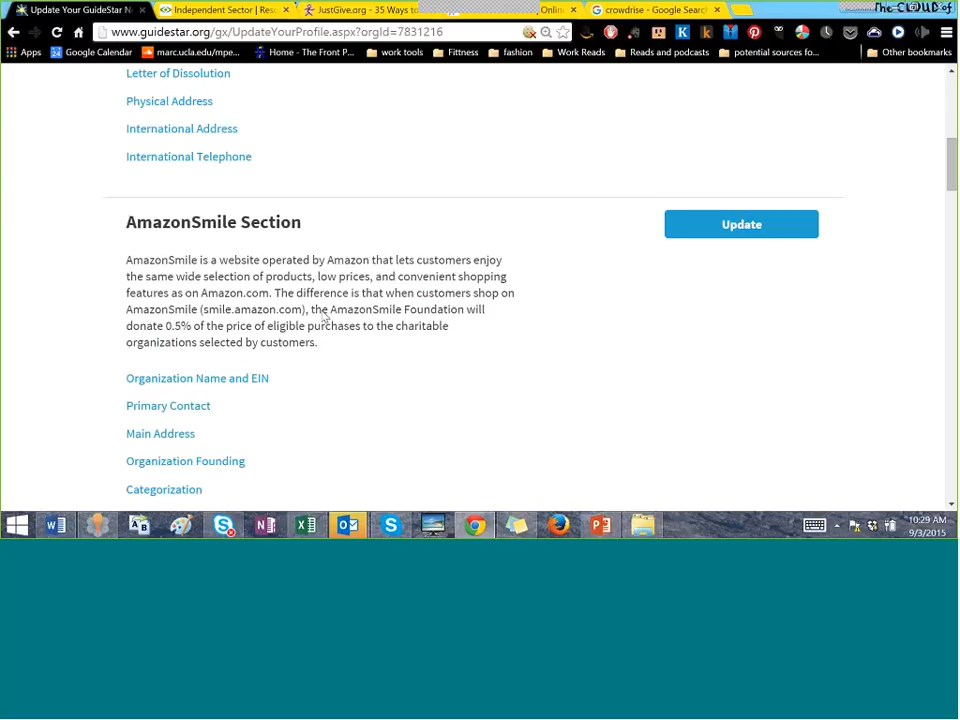 Update Your GuideStar N
Independent Sector | Res
JustGive.org - 35 Ways to
Online
crowdrise - Google Search
The CLOUD of
www.guidestar.org/gx/UpdateYourProfile.aspx?orgId=7831216
Apps
Google Calendar
marc.ucla.edu/mpe...
Home - The Front P...
work tools
Fittness
fashion
Work Reads
Reads and podcasts
potential sources fo...
Other bookmarks
Letter of Dissolution
Physical Address
International Address
International Telephone
AmazonSmile Section
Update
AmazonSmile is a website operated by Amazon that lets customers enjoy
the same wide selection of products, low prices, and convenient shopping
features as on Amazon.com. The difference is that when customers shop on
AmazonSmile (smile.amazon.com), the AmazonSmile Foundation will
donate 0.5% of the price of eligible purchases to the charitable
organizations selected by customers.
Organization Name and EIN
Primary Contact
Main Address
Organization Founding
Categorization
10:29 AM
9/3/2015